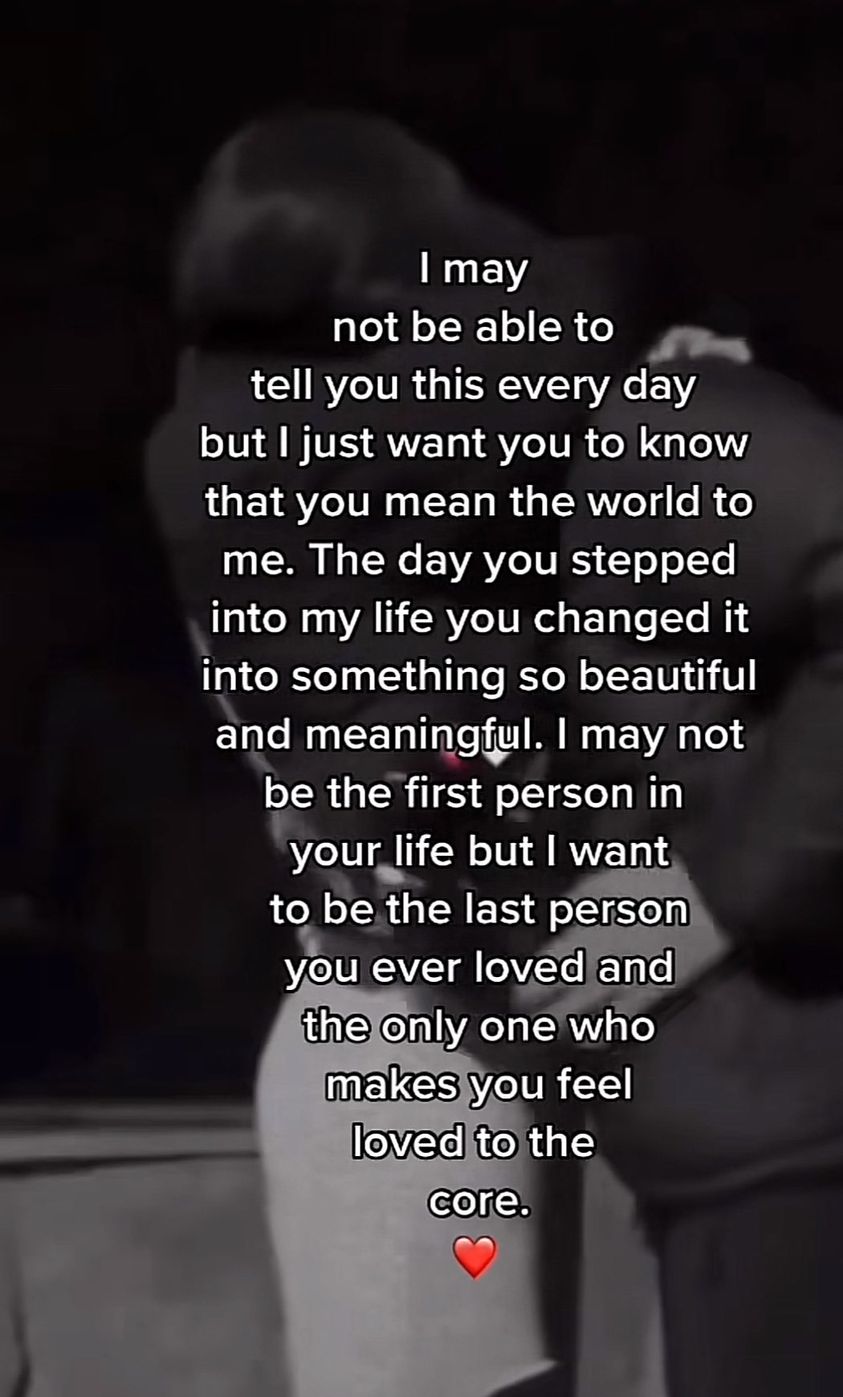 I may
not be able to
tell you this every day
but I just want you to know
that you mean the world to
me. The day you stepped
into my life you changed it
into something so beautiful
and meaningful. I may not
be the first person in
your life but I want
to be the last person
you ever loved and
the only one who
makes you feel
loved to the
core.
❤️